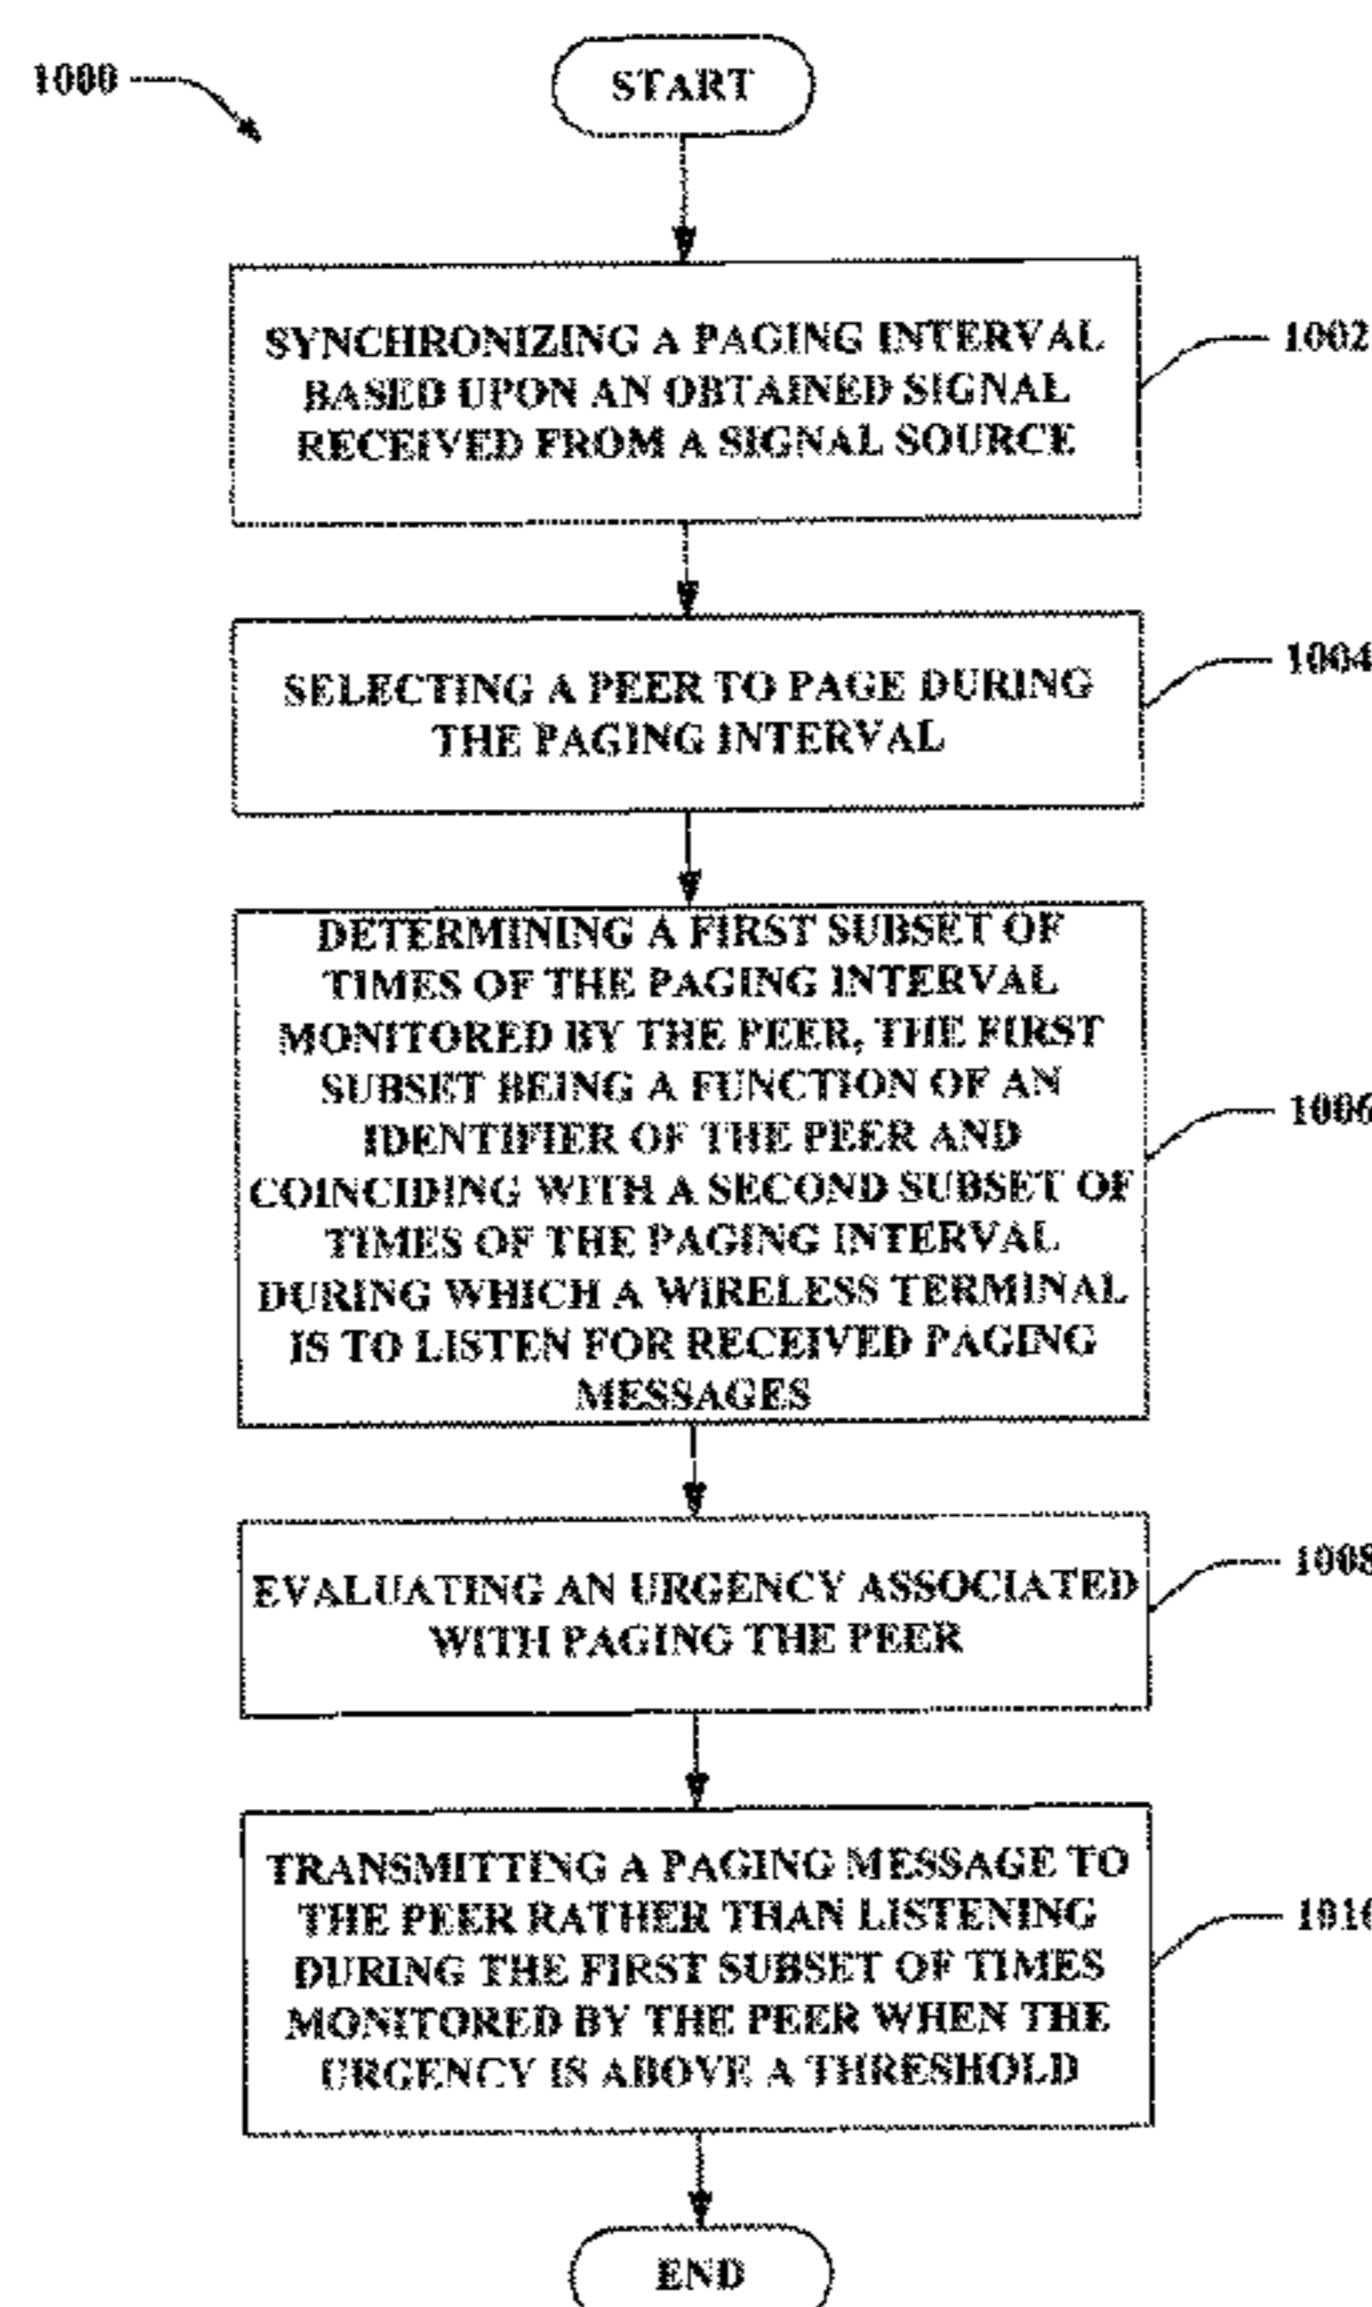 1000
START
SYNCHRONIZING A PAGING INTERVAL
BASED UPON AN OBTAINED SIGNAL
RECEIVED FROM A SIGNAL SOURCE
1002
SELECTING A PEER TO PAGE DURING
THE PAGING INTERVAL
1004
DETERMINING A FIRST SUBSET OF
TIMES OF THE PAGING INTERVAL
MONITORED BY THE PEER, THE FIRST
SUBSET BEING A FUNCTION OF AN
IDENTIFIER OF THE PEER AND
COINCIDING WITH A SECOND SUBSET OF
TIMES OF THE PAGING INTERVAL
DURING WHICH A WIRELESS TERMINAL
IS TO LISTEN FOR RECEIVED PAGING
MESSAGES
1006
EVALUATING AN URGENCY ASSOCIATED
WITH PAGING THE PEER
1008
TRANSMITTING A PAGING MESSAGE TO
THE PEER RATHER THAN LISTENING
DURING THE FIRST SUBSET OF TIMES
MONITORED BY THE PEER WHEN THE
URGENCY IS ABOVE A THRESHOLD
1010
END